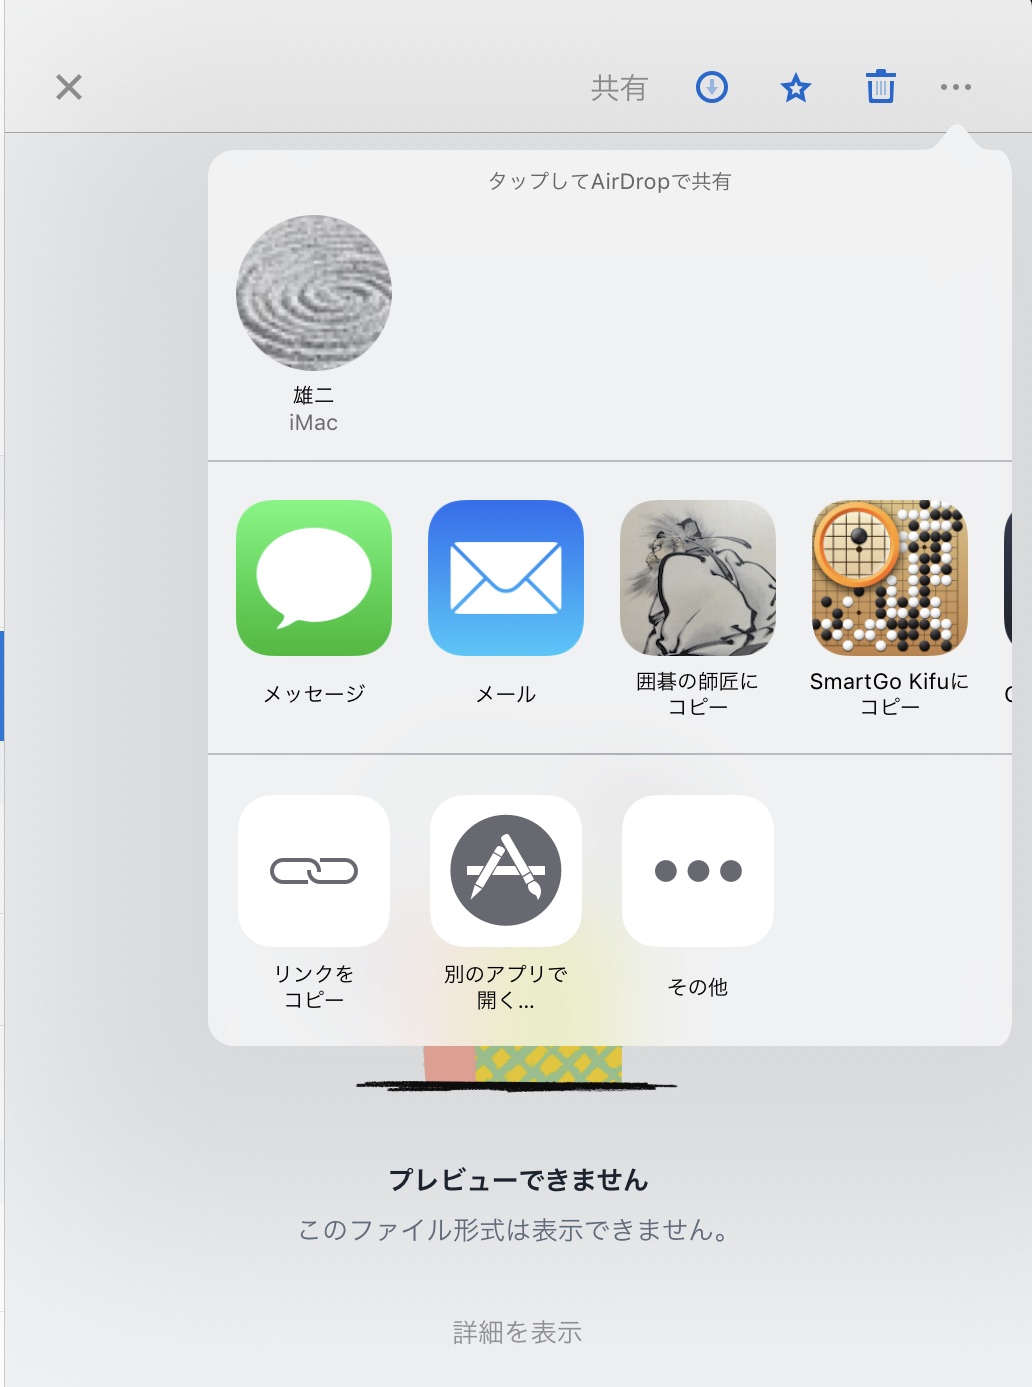 共有
タップしてAirDropで共有
雄二
iMac
メッセージ
メール
囲碁の師匠に
コピー
SmartGo Kifuに
コピー
リンクを
コピー
別のアプリで
開く...
その他
プレビューできません
このファイル形式は表示できません。
詳細を表示